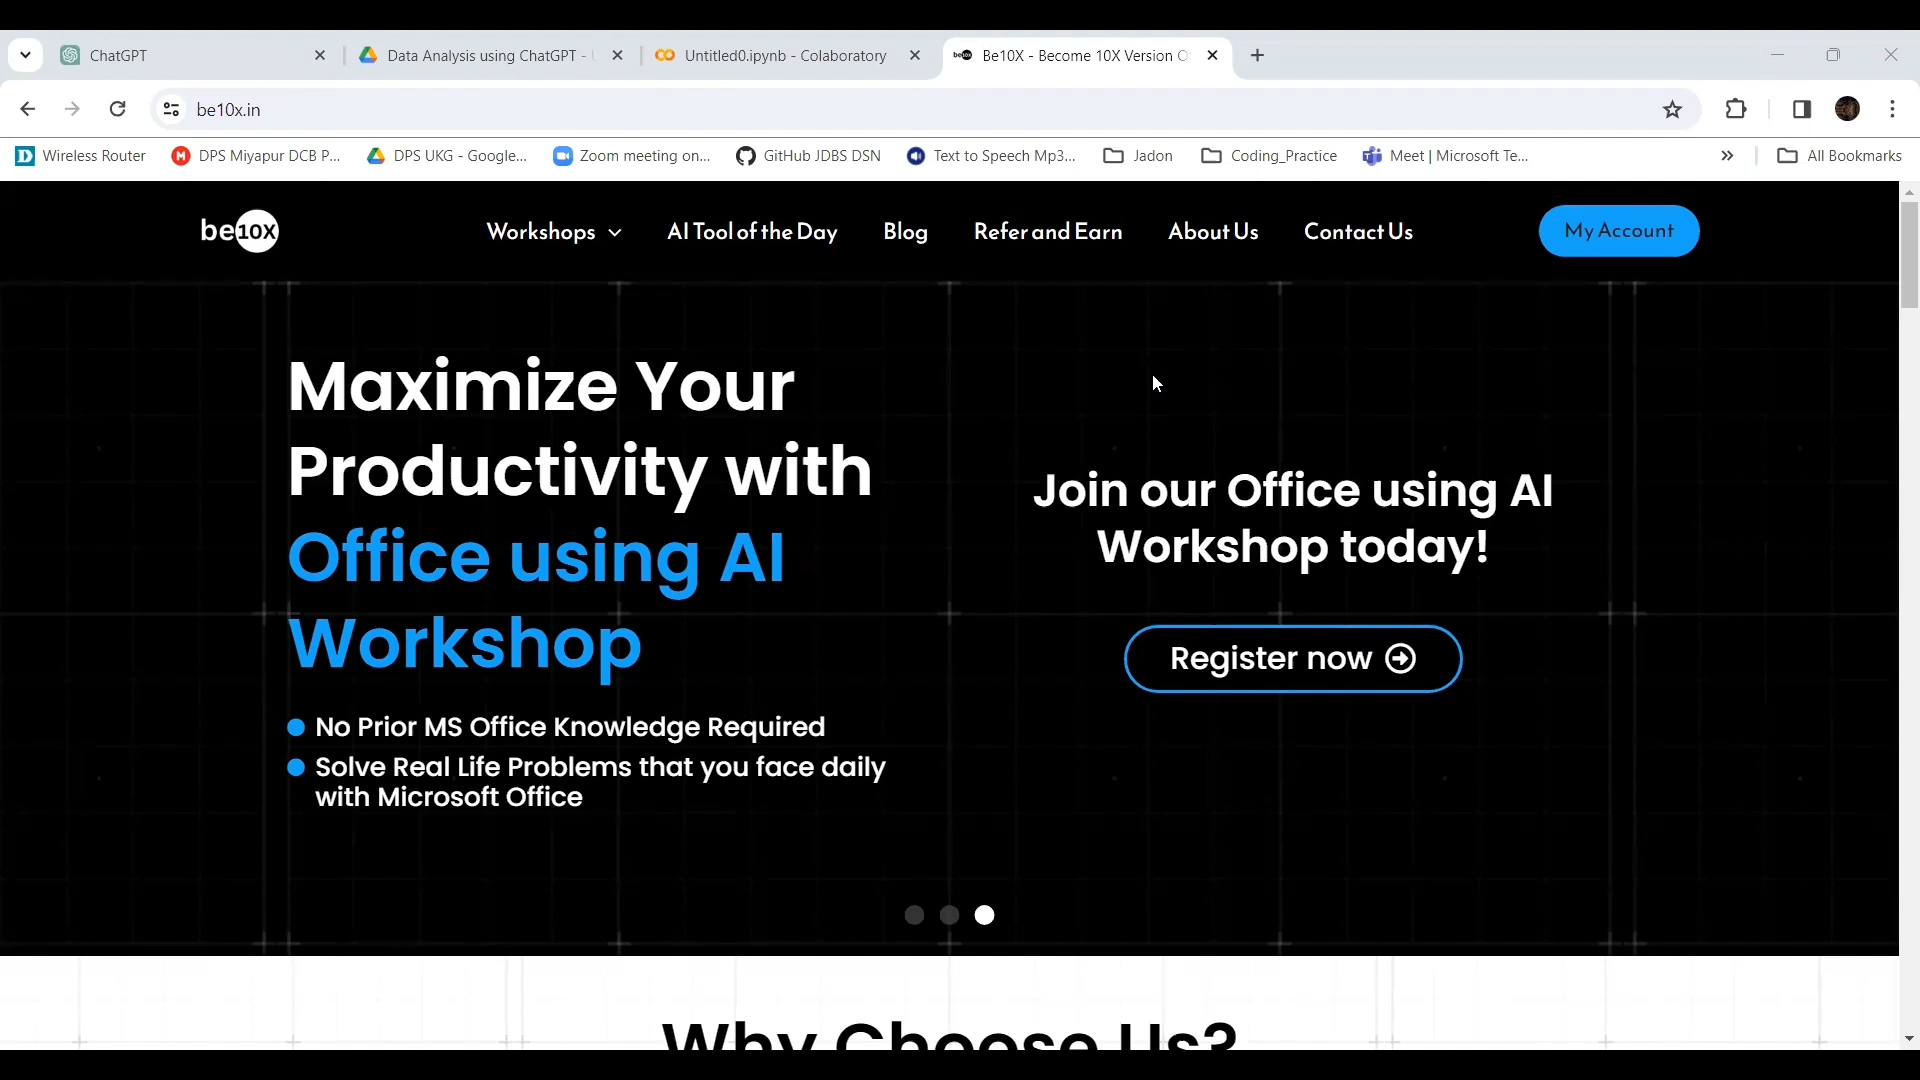 ChatGPT
Data Analysis using ChatGPT -
Untitled0.ipynb - Colaboratory
be10x
Be10X - Become 10X Version O
be10x.in
Wireless Router
DPS Miyapur DCB P...
DPS UKG - Google...
Zoom meeting on...
GitHub JDBS DSN
Text to Speech Mp3...
Jadon
Coding_Practice
Meet | Microsoft Te...
All Bookmarks
be10X
Workshops
AI Tool of the Day
Blog
Refer and Earn
About Us
Contact Us
My Account
Maximize Your
Productivity with
Office using AI
Workshop
No Prior MS Office Knowledge Required
Solve Real Life Problems that you face daily
with Microsoft Office
Join our Office using AI
Workshop today!
Register now
Why Choose Us?